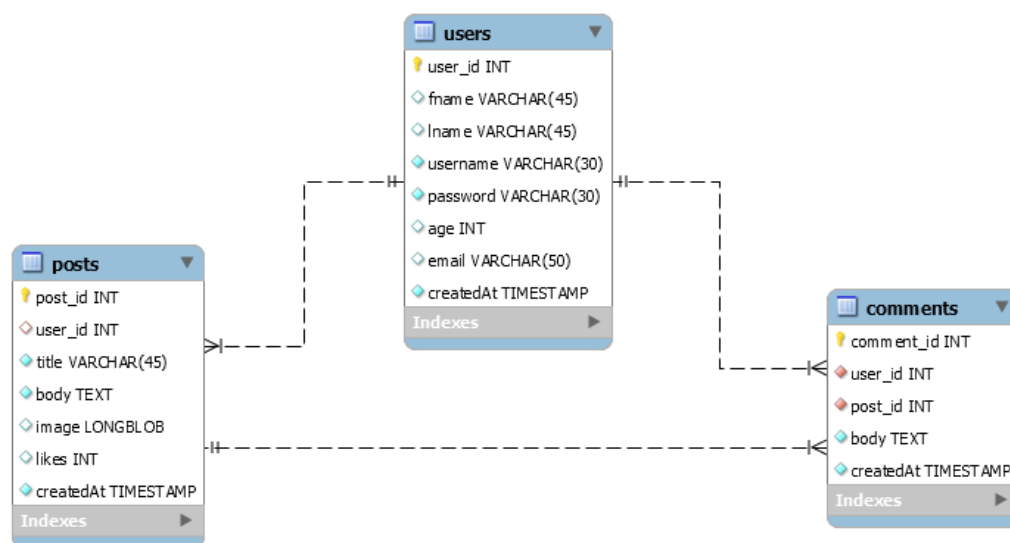 users
user_id INT
fname VARCHAR(45)
lname VARCHAR(45)
username VARCHAR(30)
password VARCHAR(30)
age INT
email VARCHAR(50)
createdAt TIMESTAMP
Indexes
posts
post_id INT
user_id INT
title VARCHAR(45)
body TEXT
image LONGBLOB
likes INT
createdAt TIMESTAMP
Indexes
comments
comment_id INT
user_id INT
post_id INT
body TEXT
createdAt TIMESTAMP
Indexes